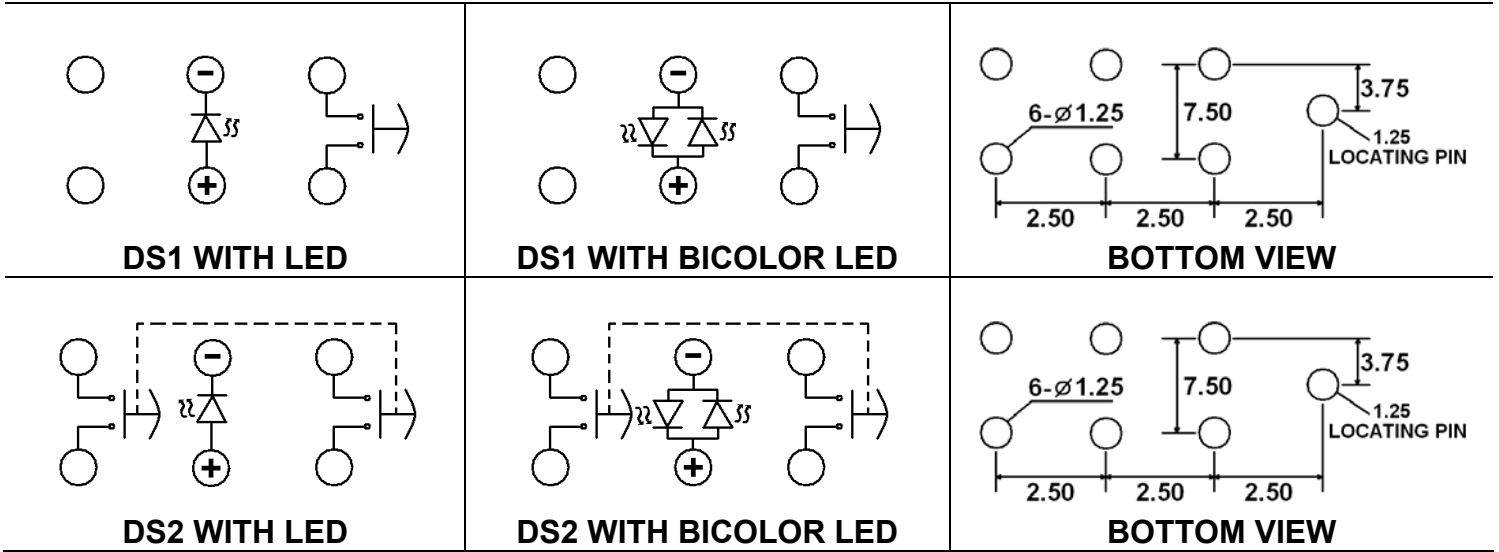 -
+
DS1 WITH LED
-
+
DS1 WITH BICOLOR LED
3.75
6-Ø1.25
7.50
1.25
LOCATING PIN
2.50 2.50 2.50
BOTTOM VIEW
-
+
DS2 WITH LED
-
+
DS2 WITH BICOLOR LED
3.75
6-Ø1.25
7.50
1.25
LOCATING PIN
2.50 2.50 2.50
BOTTOM VIEW